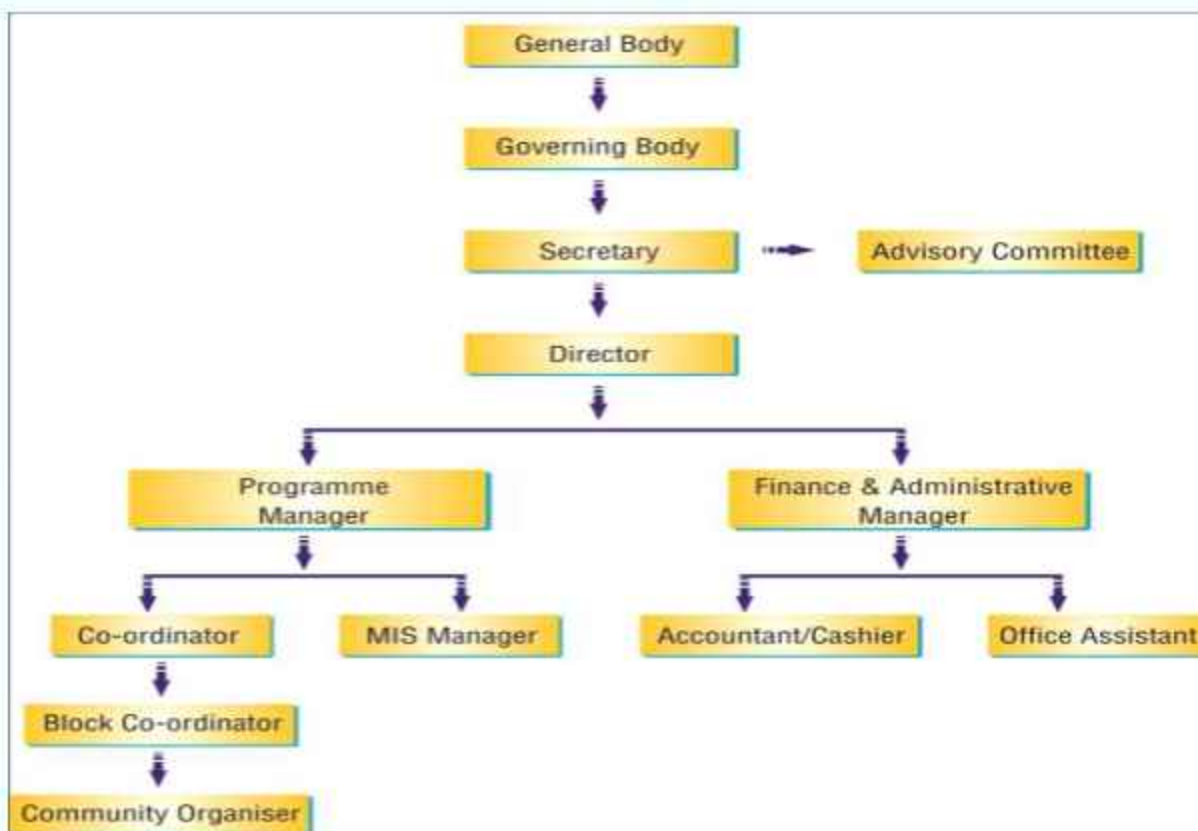 General Body
Governing Body
Secretary
Advisory Committee
Director
Programme
Manager
Finance & Administrative
Manager
Co-ordinator
MIS Manager
Accountant/Cashier
Office Assistant
Block Co-ordinator
Community Organiser